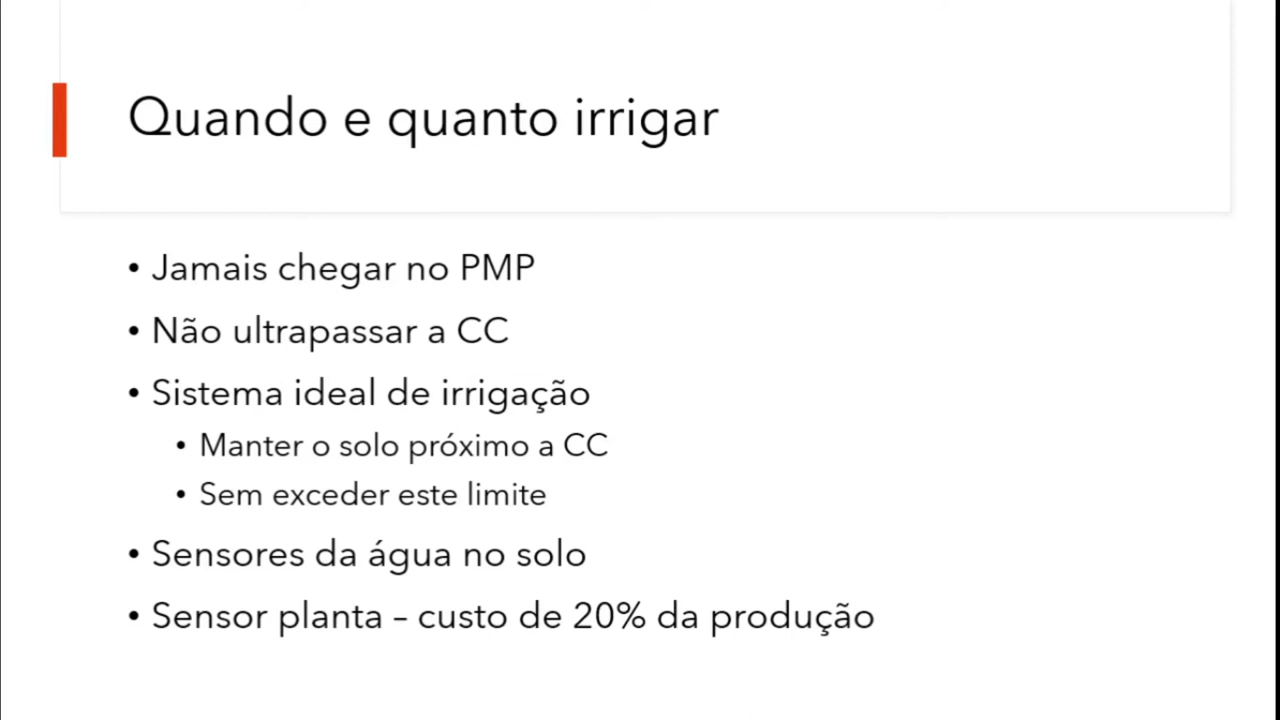 Quando e quanto irrigar
• Jamais chegar no PMP
• Não ultrapassar a CC
• Sistema ideal de irrigação
• Manter o solo próximo a CC
• Sem exceder este limite
• Sensores da água no solo
• Sensor planta – custo de 20% da produção